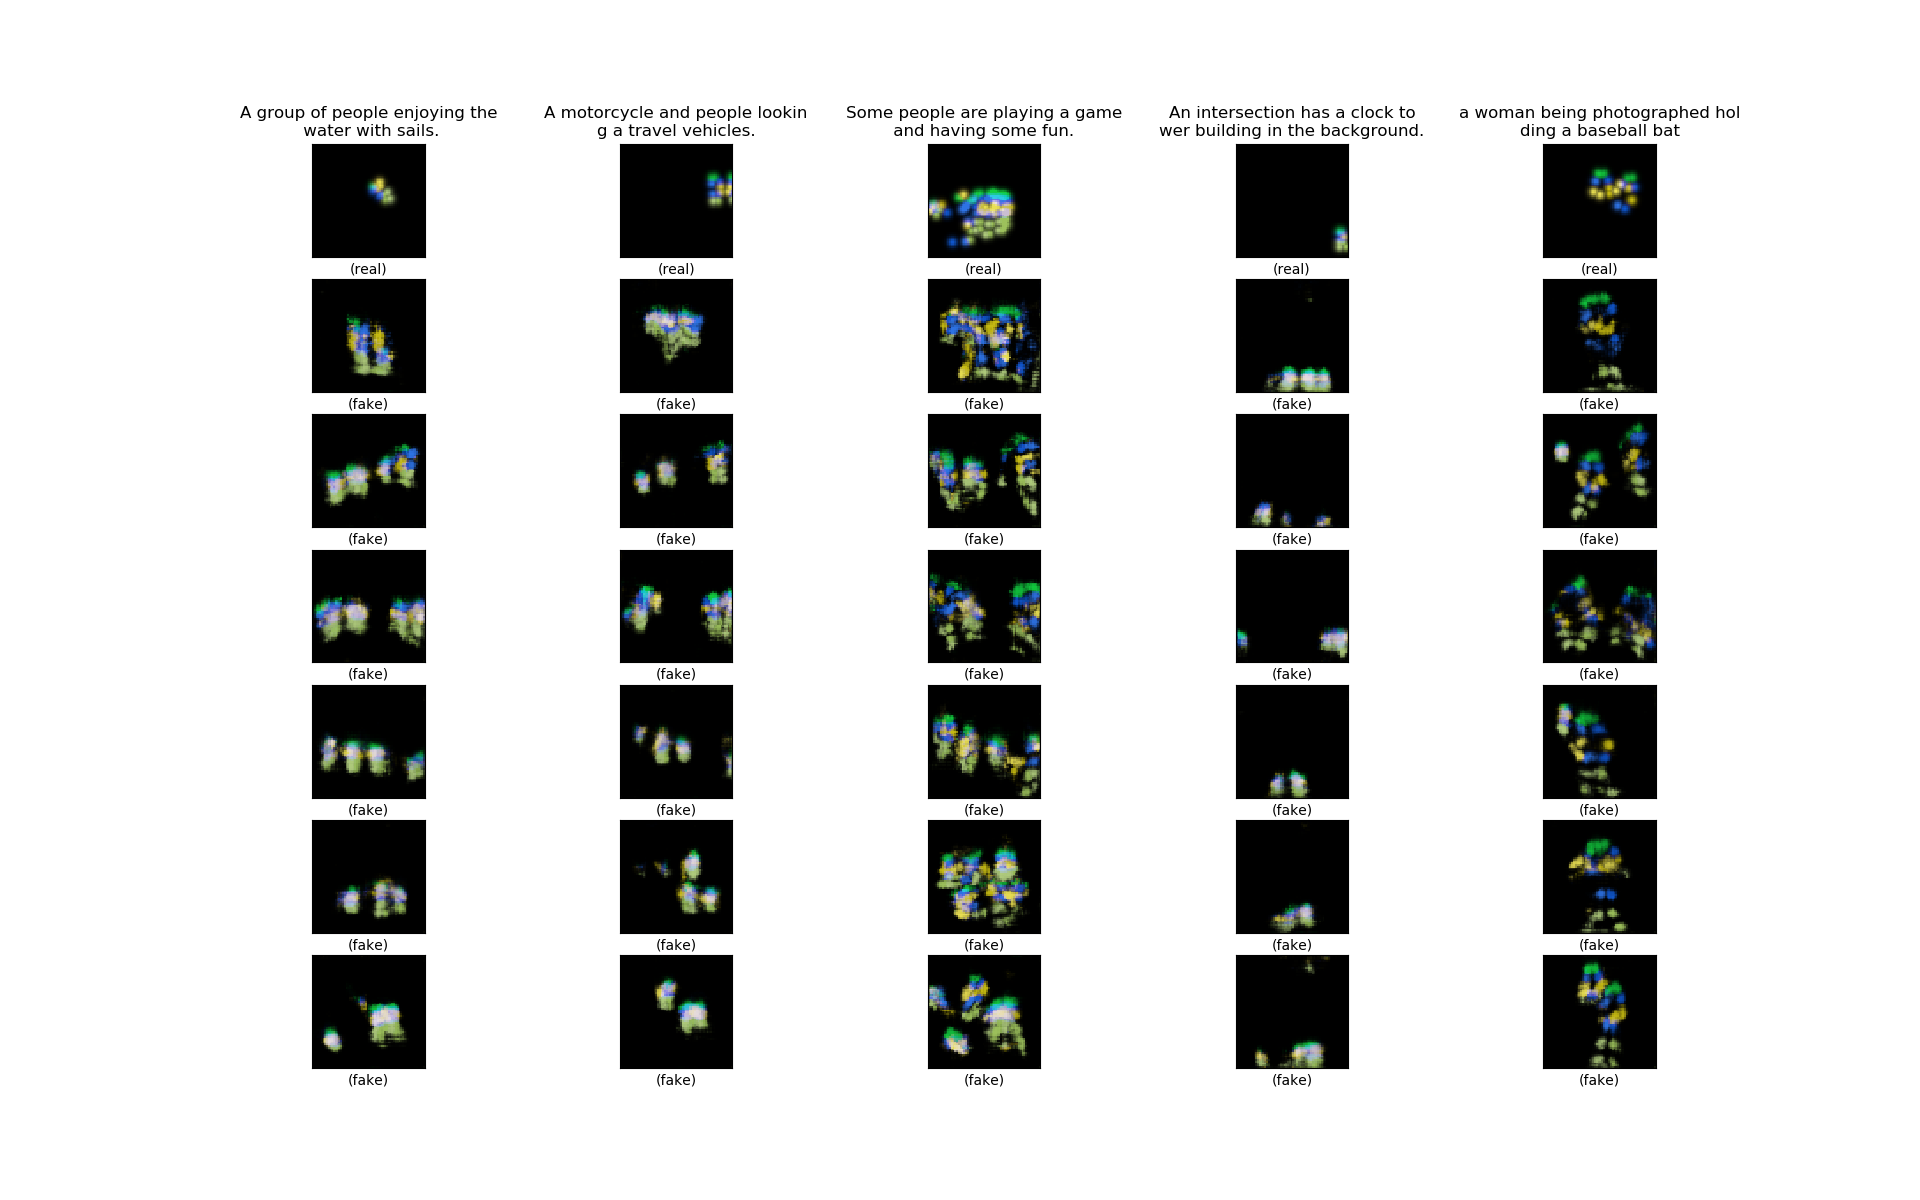 A group of people enjoying the
water with sails.
A motorcycle and people lookin
g a travel vehicles.
Some people are playing a game
and having some fun.
An intersection has a clock to
wer building in the background.
a woman being photographed hol
ding a baseball bat
(real) (real) (real) (real) (real)
(fake) (fake) (fake) (fake) (fake)
(fake) (fake) (fake) (fake) (fake)
(fake) (fake) (fake) (fake) (fake)
(fake) (fake) (fake) (fake) (fake)
(fake) (fake) (fake) (fake) (fake)
(fake) (fake) (fake) (fake) (fake)